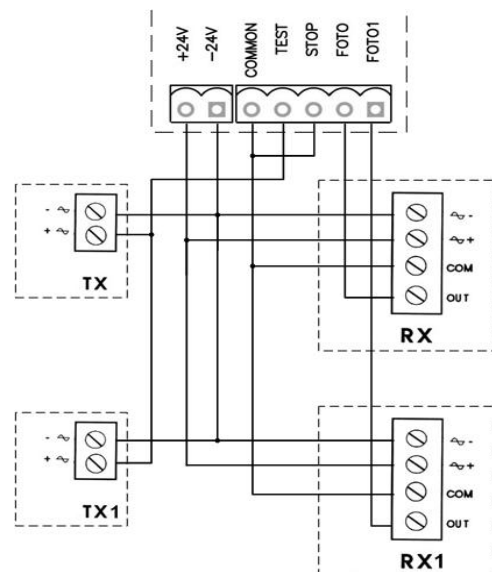 +24V
-24V
COMMON
TEST
STOP
FOTO
FOTO1
- ~
+ ~
TX
~ -
~ +
COM
OUT
RX
- ~
+ ~
TX1
~ -
~ +
COM
OUT
RX1